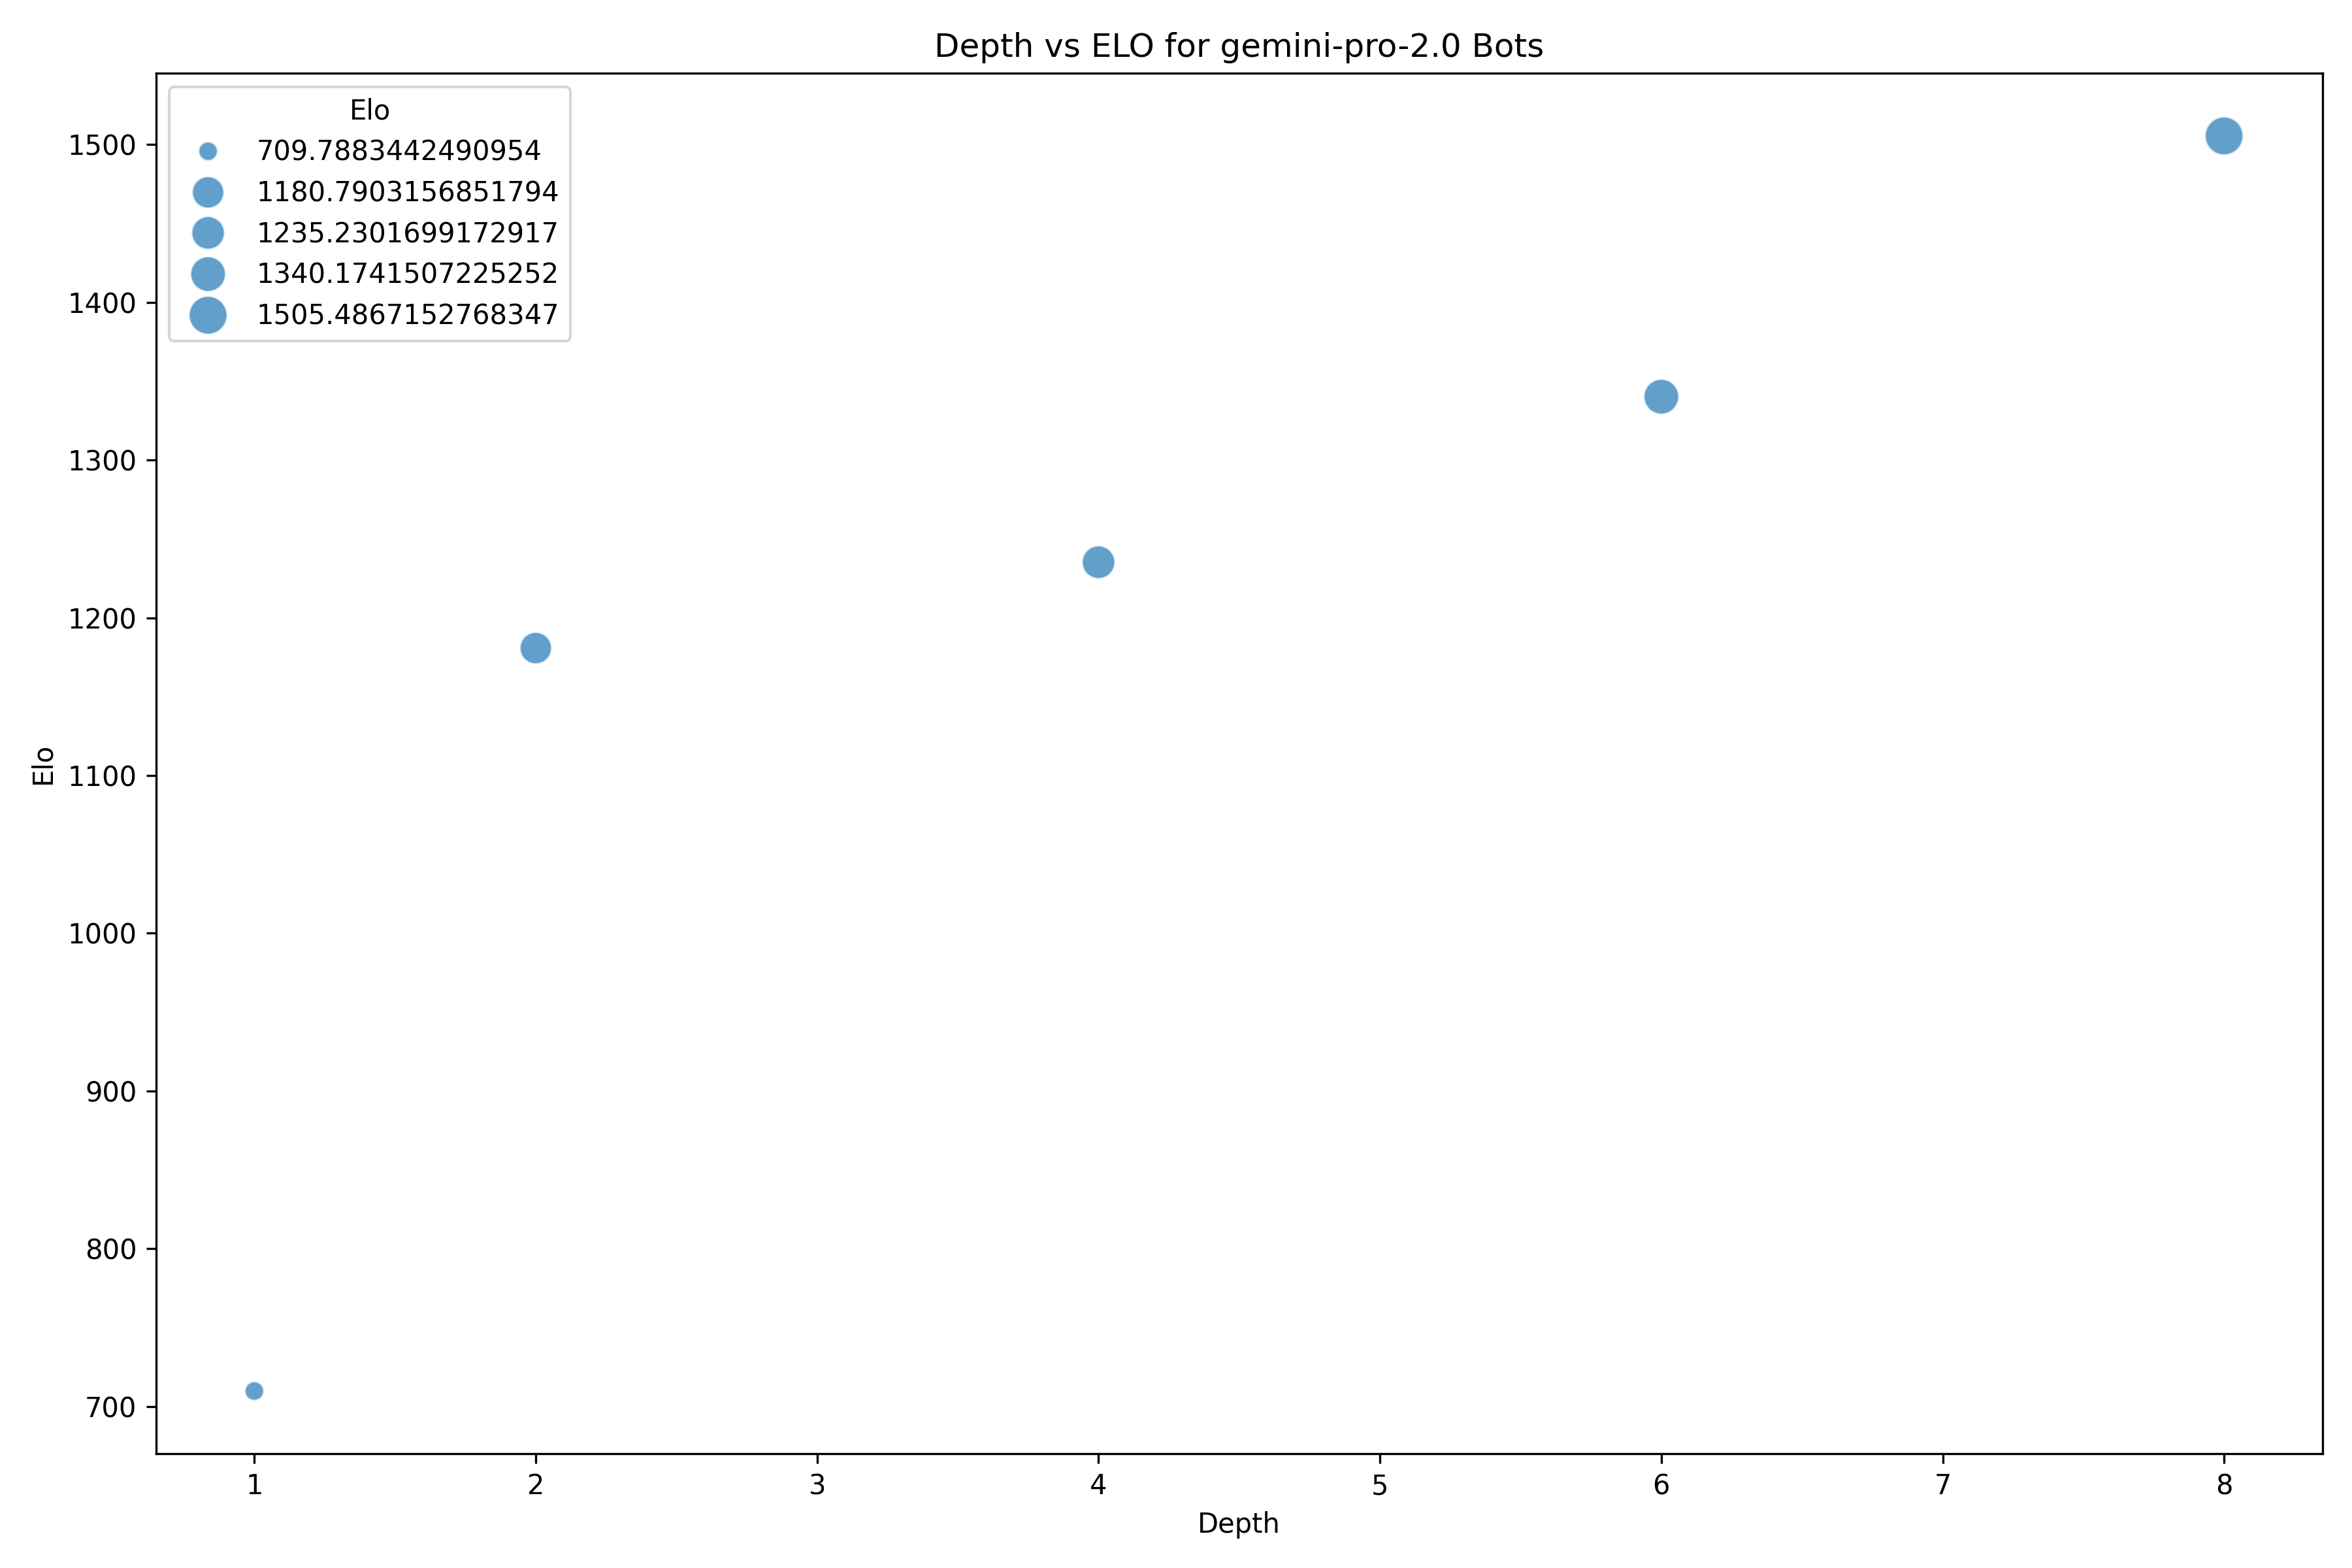 Depth vs ELO for gemini-pro-2.0 Bots
Elo
709.7883442490954
1180.7903156851794
1235.2301699172917
1340.1741507225252
1505.4867152768347
1500
1400
1300
1200
1100
1000
900
800
700
Elo
1 2 3 4 5 6 7 8
Depth